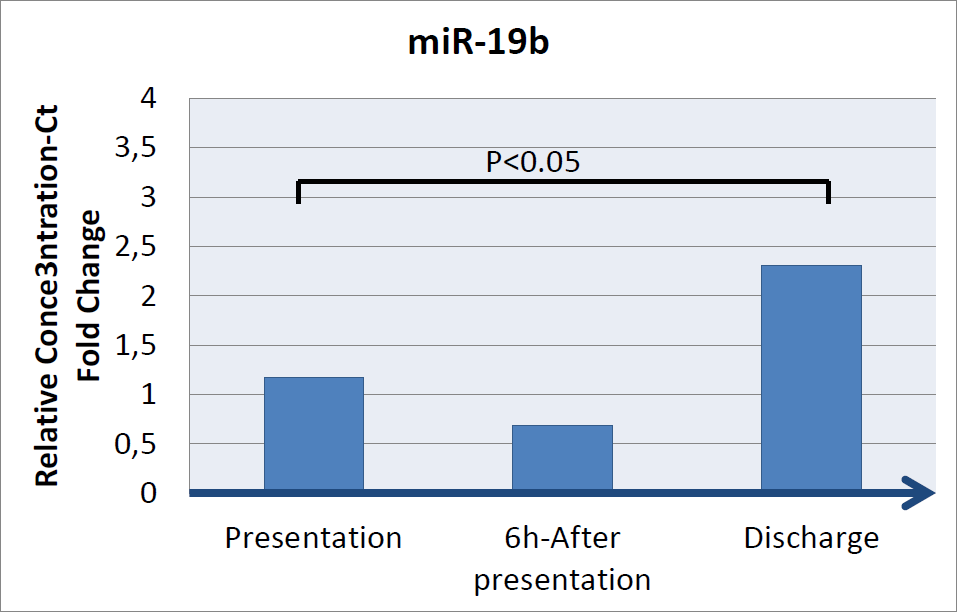 miR-19b
Relative Conce3ntration-Ct
Fold Change
4
3,5
3
2,5
2
1,5
1
0,5
0
P<0.05
Presentation
6h-After
presentation
Discharge